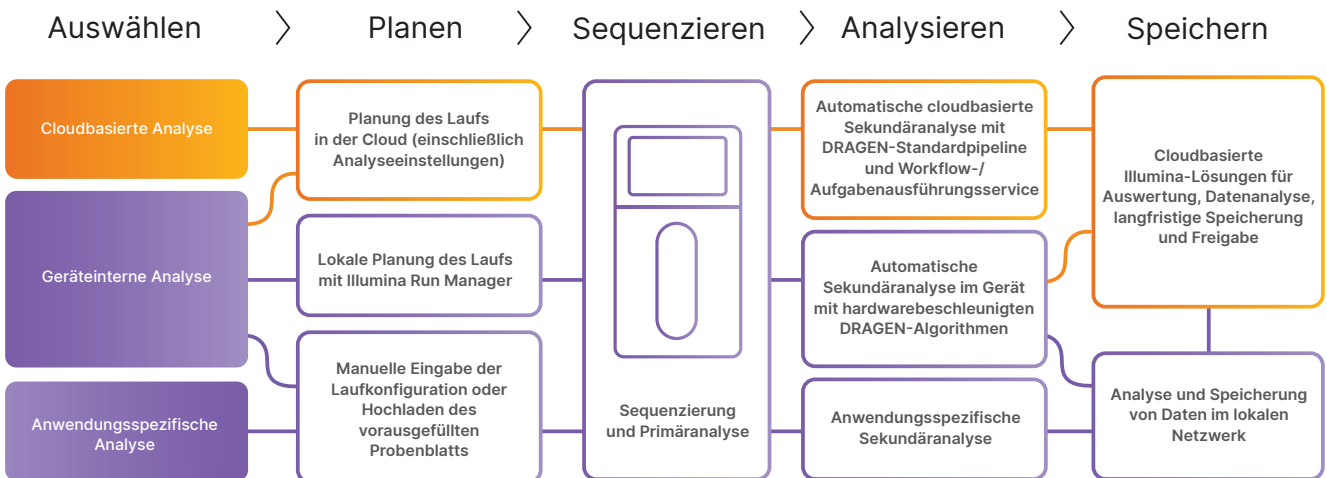 Auswählen
Planen
Sequenzieren
Analysieren
Speichern
Cloudbasierte Analyse
Geräteinterne Analyse
Anwendungsspezifische
Analyse
Planung des Laufs
in der Cloud (einschließlich
Analyseeinstellungen)
Lokale Planung des Laufs
mit Illumina Run Manager
Manuelle Eingabe der
Laufkonfiguration oder
Hochladen des
vorausgefüllten
Probenblatts
Sequenzierung
und Primäranalyse
Automatische cloudbasierte
Sekundäranalyse mit
DRAGEN-Standardpipeline
und Workflow-/
Aufgabenausführungsservice
Automatische
Sekundäranalyse im Gerät
mit hardwarebeschleunigten
DRAGEN-Algorithmen
Anwendungsspezifische
Sekundäranalyse
Cloudbasierte
Illumina-Lösungen für
Auswertung, Datenanalyse,
langfristige Speicherung
und Freigabe
Analyse und Speicherung
von Daten im lokalen
Netzwerk